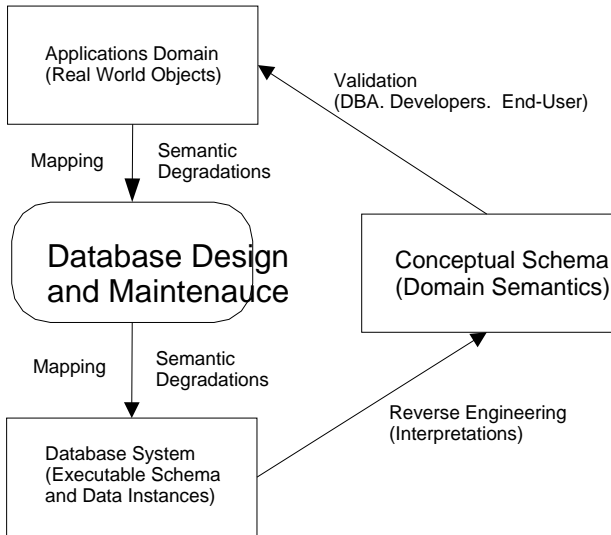 Applications Domain
(Real World Objects)
Validation
(DBA. Developers.  End-User)
Mapping
Semantic
Degradations
Database Design
and Maintenauce
Conceptual Schema
(Domain Semantics)
Mapping
Semantic
Degradations
Reverse Engineering
(Interpretations)
Database System
(Executable Schema
and Data Instances)